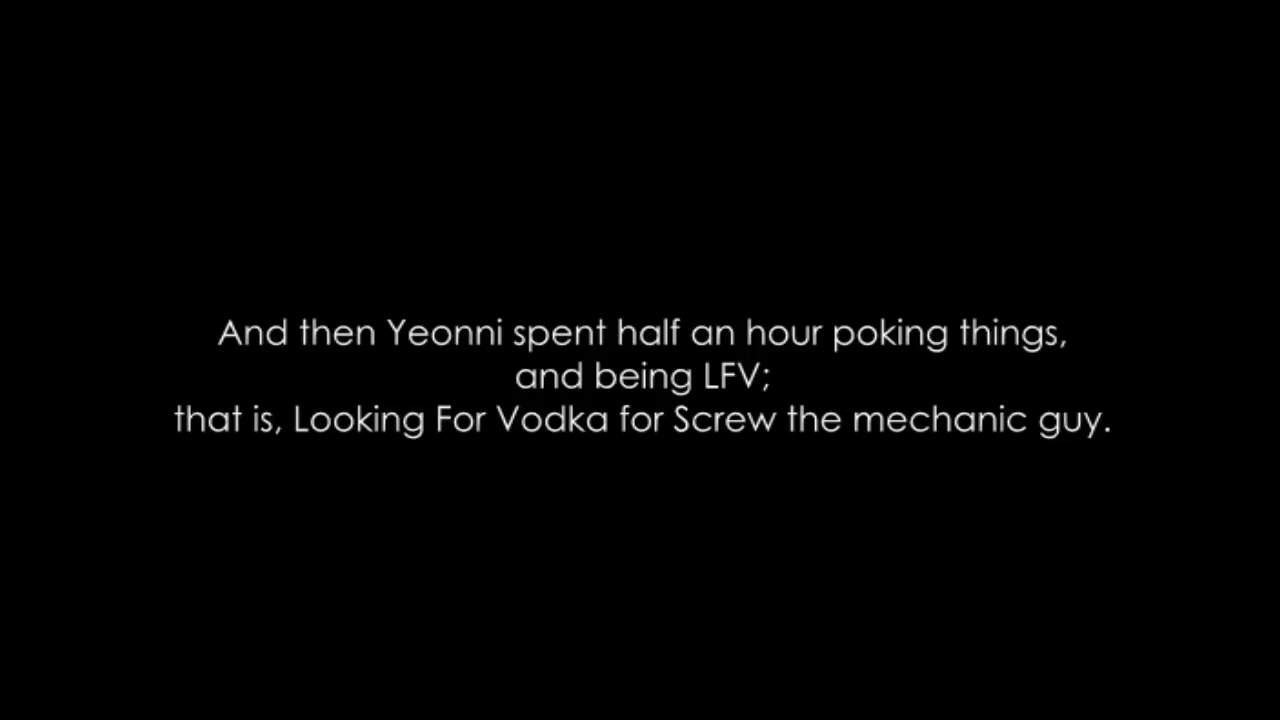 And then Yeonni spent half an hour poking things,
and being LFV;
that is, Looking For Vodka for Screw the mechanic guy.